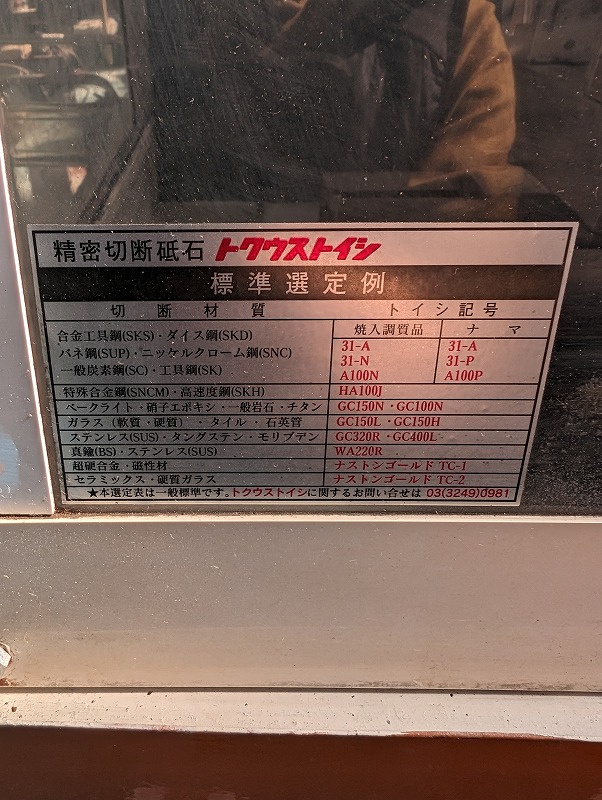 精密切断砥石 トクウストイシ
標準選定例
切断材質 トイシ記号
合金工具鋼(SKS)・ダイス鋼(SKD) 焼入調質品 ナマ
バネ鋼(SUP)・ニッケルクローム鋼(SNC) 31-A 31-A
一般炭素鋼(SC)・工具鋼(SK) 31-N 31-P
A100N A100P
特殊合金鋼(SNCM)・高速度鋼(SKH) HA100J
ベークライト・硝子エポキシ・一般岩石・チタン GC150N・GC100N
ガラス(軟質・硬質)・タイル・石英管 GC150L・GC150H
ステンレス(SUS)・タングステン・モリブデン GC320R・GC400L
真鍮(BS)・ステンレス(SUS) WA220R
超硬合金・磁性材 ナストンゴールド TC-1
セラミックス・硬質ガラス ナストンゴールド TC-2
★本選定表は一般標準です。トクウストイシに関するお問い合せは 03(3249)0981